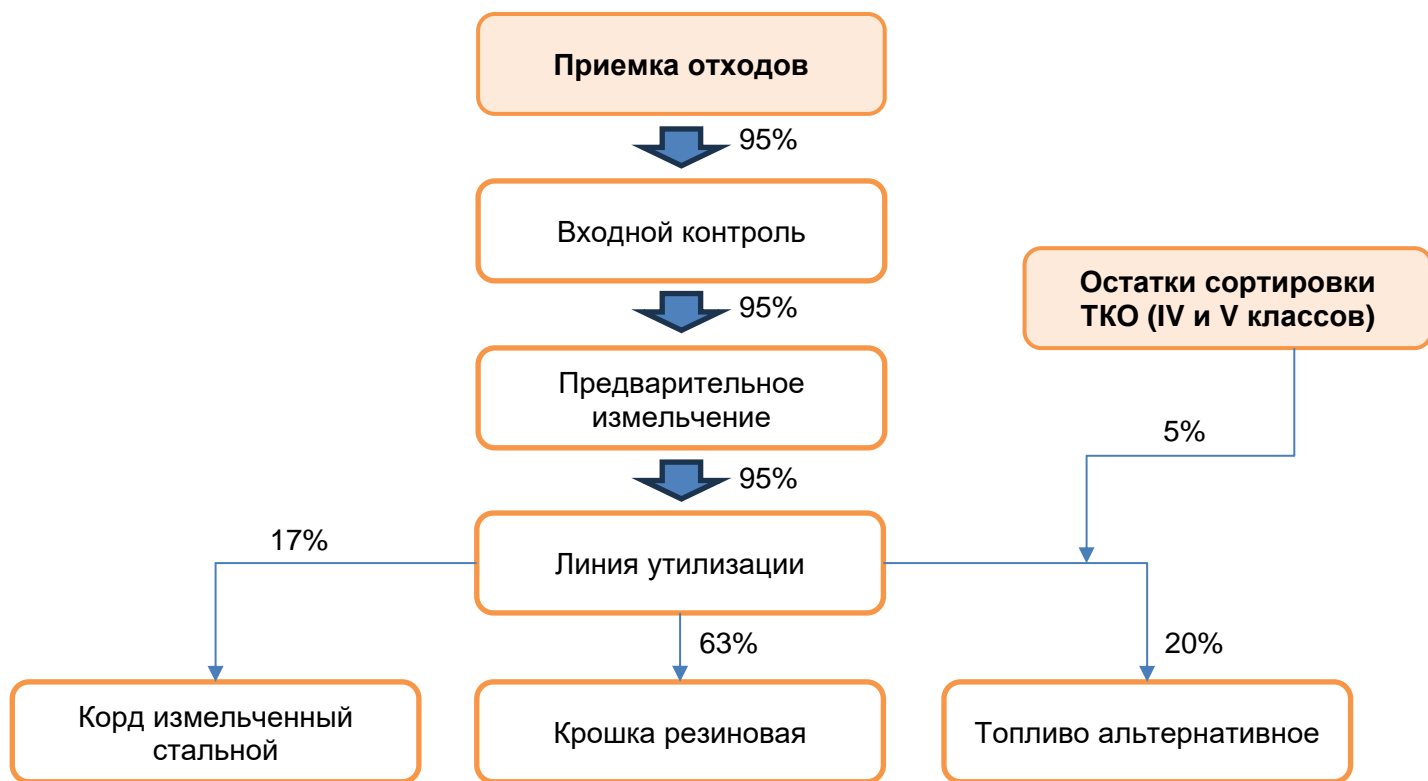 Приемка отходов
95%
Входной контроль
95%
Остатки сортировки
ТКО (IV и V классов)
Предварительное
измельчение
5%
95%
17%
Линия утилизации
63%
20%
Корд измельченный
стальной
Крошка резиновая
Топливо альтернативное